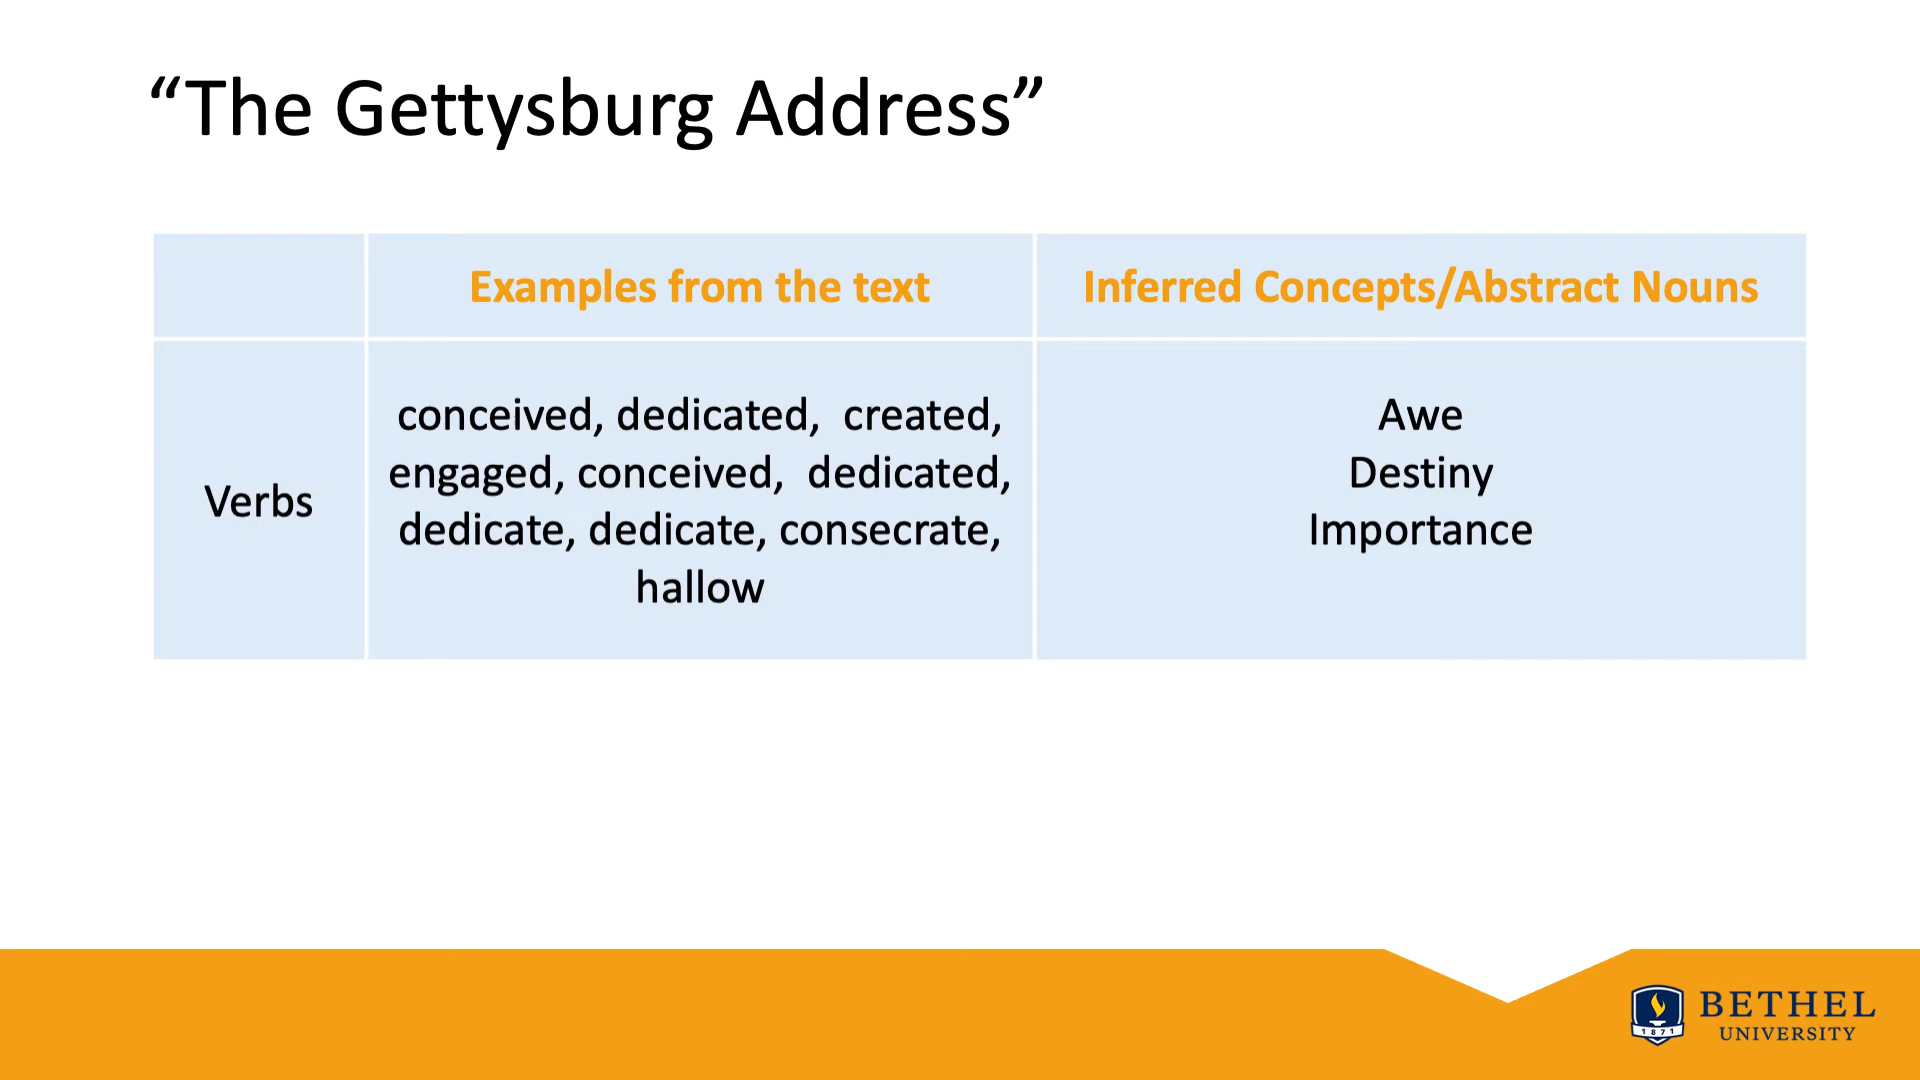 “The Gettysburg Address”
Examples from the text
Inferred Concepts/Abstract Nouns
Verbs
conceived, dedicated, created,
engaged, conceived, dedicated,
dedicate, dedicate, consecrate,
hallow
Awe
Destiny
Importance
1871
BETHEL
UNIVERSITY